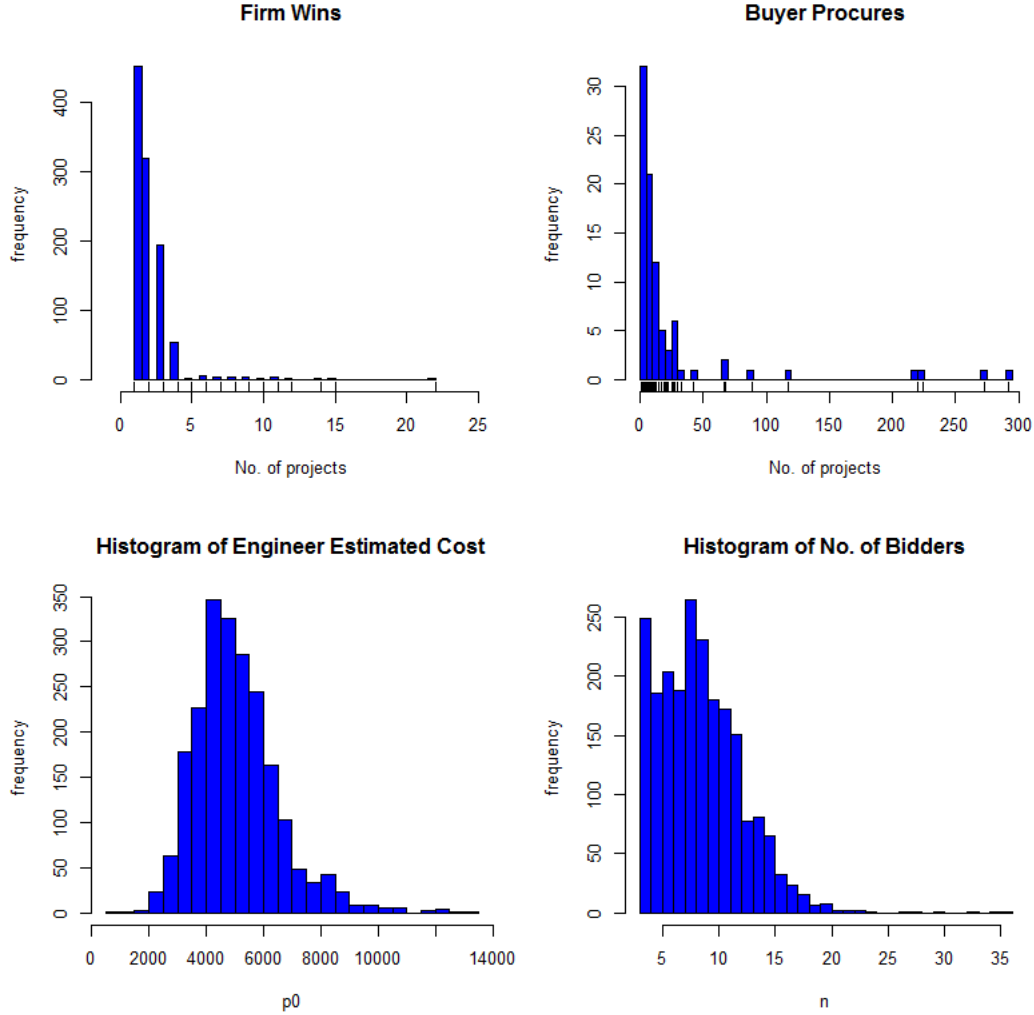 Firm Wins
frequency
0 100 200 300 400
0 5 10 15 20 25
No. of projects
Buyer Procures
frequency
0 5 10 15 20 25 30
0 50 100 150 200 250 300
No. of projects
Histogram of Engineer Estimated Cost
frequency
0 50 100 150 200 250 300 350
0 2000 4000 6000 8000 10000 14000
p0
Histogram of No. of Bidders
frequency
0 50 100 150 200 250
5 10 15 20 25 30 35
n